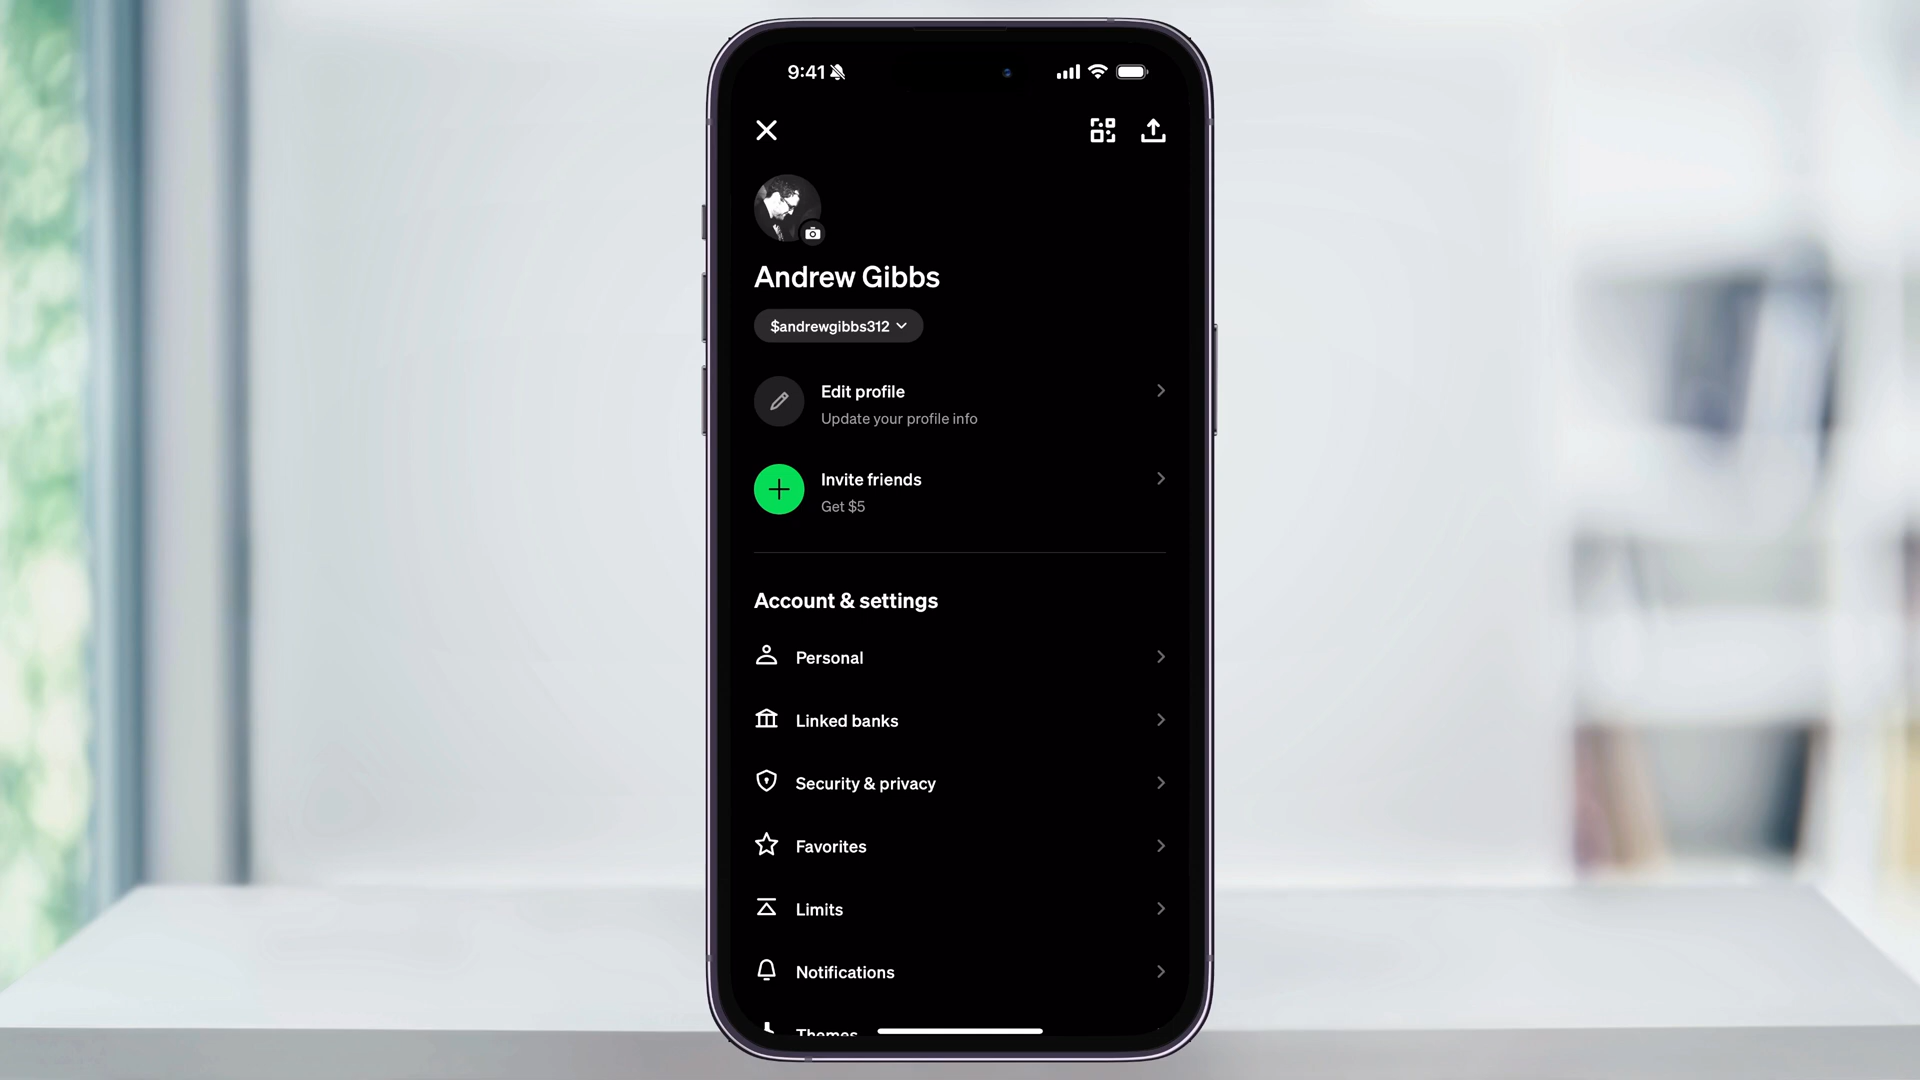 9:41
Andrew Gibbs
$andrewgibbs312
Edit profile
Update your profile info
Invite friends
Get $5
Account & settings
Personal
Linked banks
Security & privacy
Favorites
Limits
Notifications
Themes